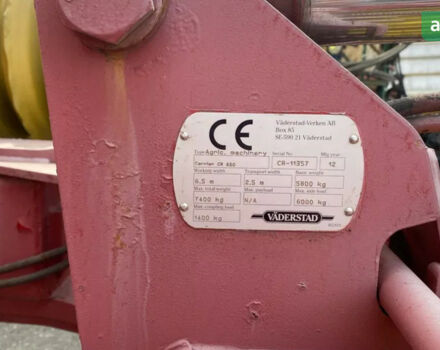 a
CE
Väderstad-Verken AB
Box 85
SE-590 21 Väderstad
Type Agric. machinery
Serial No.
Mfg year
Carrier CR 650
CR-11357
12
Working width
Transport width
Basic weight
6,5 m
2,5 m
5800 kg
Max. total weight
Max. payload
Max. axle load
7400 kg
N/A
6000 kg
Max. coupling load
1400 kg
VÄDERSTAD